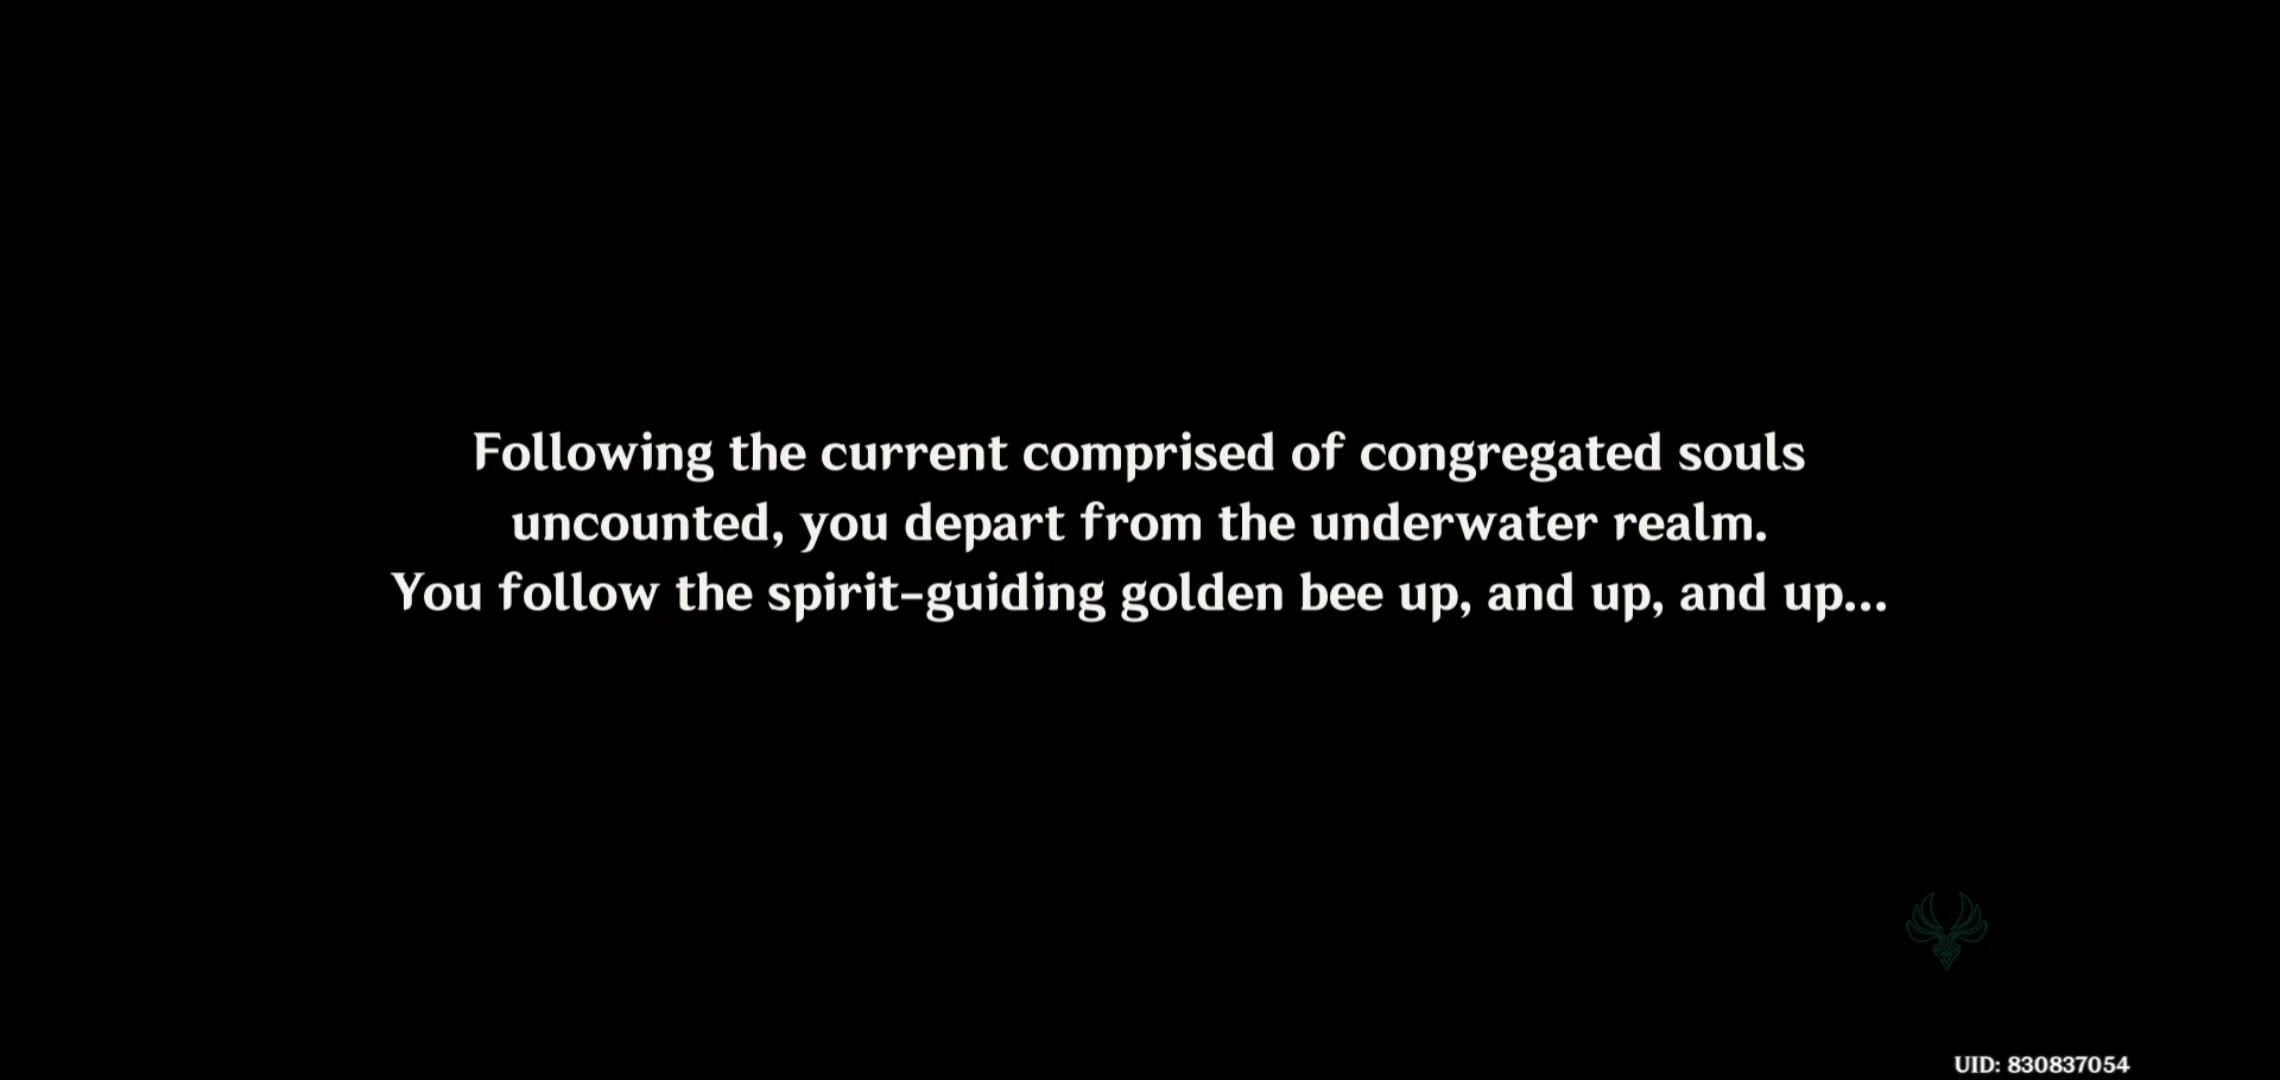 Following the current comprised of congregated souls
uncounted, you depart from the underwater realm.
You follow the spirit-guiding golden bee up, and up, and up...
UID: 830837054